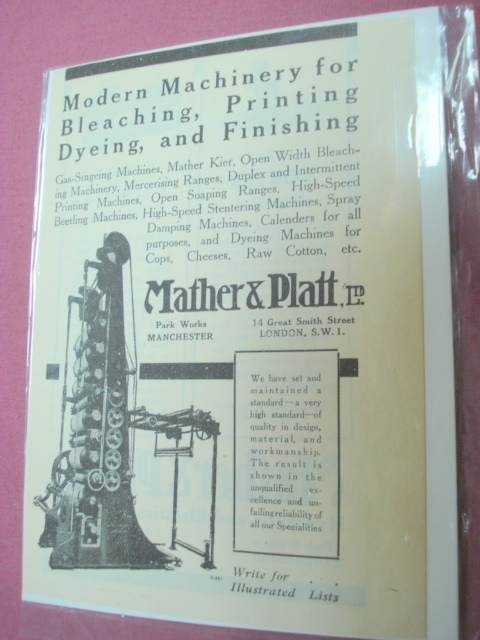 Modern Machinery for
Bleaching, Printing
Dyeing, and Finishing
Gas-Singeing Machines, Mather Kier, Open Width Bleach-
ing Machinery, Mercerising Ranges, Duplex and Intermittent
Printing Machines, Open Soaping Ranges, High-Speed
Beetling Machines, High-Speed Stentering Machines, Spray
Damping Machines, Calenders for all
purposes, and Dyeing Machines for
Cops, Cheeses, Raw Cotton, etc.
Mather & Platt, LTD.
Park Works
MANCHESTER
14 Great Smith Street
LONDON, S.W. 1.
We have set and
maintained a
standard—a very
high standard—of
quality in design,
material, and
workmanship.
The result is
shown in the
unqualified ex-
cellence and un-
failing reliability of
all our Specialities
Write for . . .
Illustrated Lists